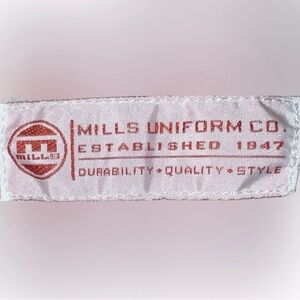 MILLS
MILLS UNIFORM CO.
ESTABLISHED 1947
DURABILITY • QUALITY • STYLE